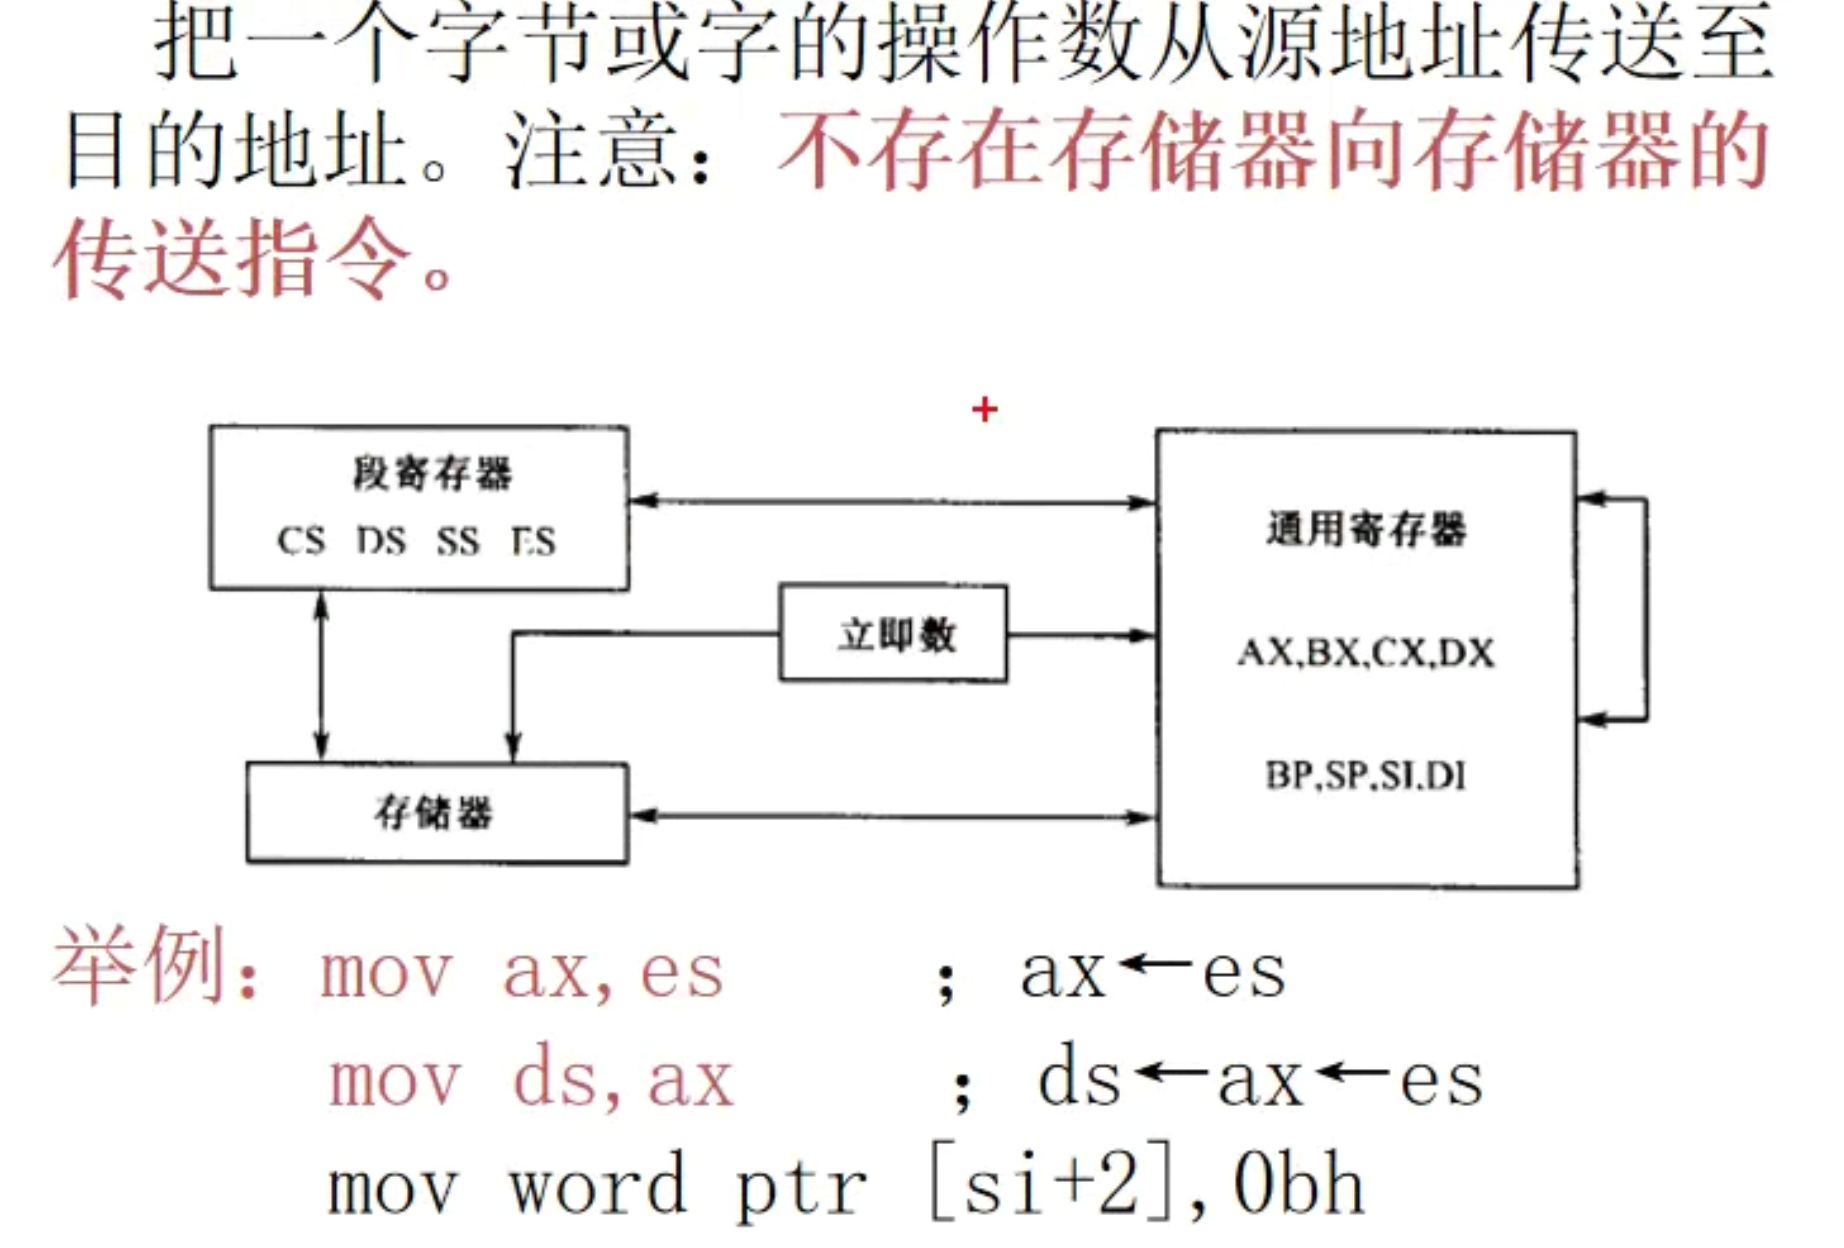 把一个字节或字的操作数从源地址传送至
目的地址。注意：不存在存储器向存储器的
传送指令。
段寄存器
CS DS SS ES
通用寄存器
立即数
AX,BX,CX,DX
BP,SP,SI,DI
存储器
举例：mov ax,es ；ax←es
mov ds,ax ；ds←ax←es
mov word ptr [si+2],0bh